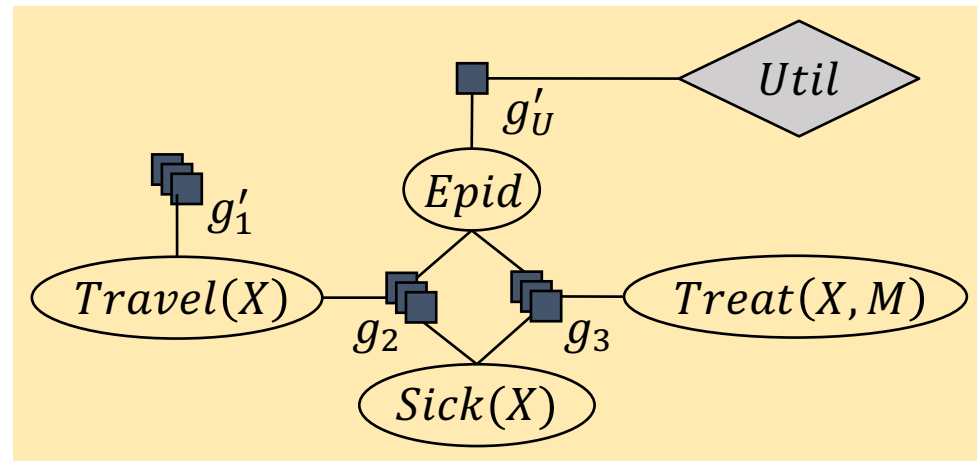 Util
g′_U
Epid
g′_1
Travel(X)
Treat(X, M)
g_2
g_3
Sick(X)